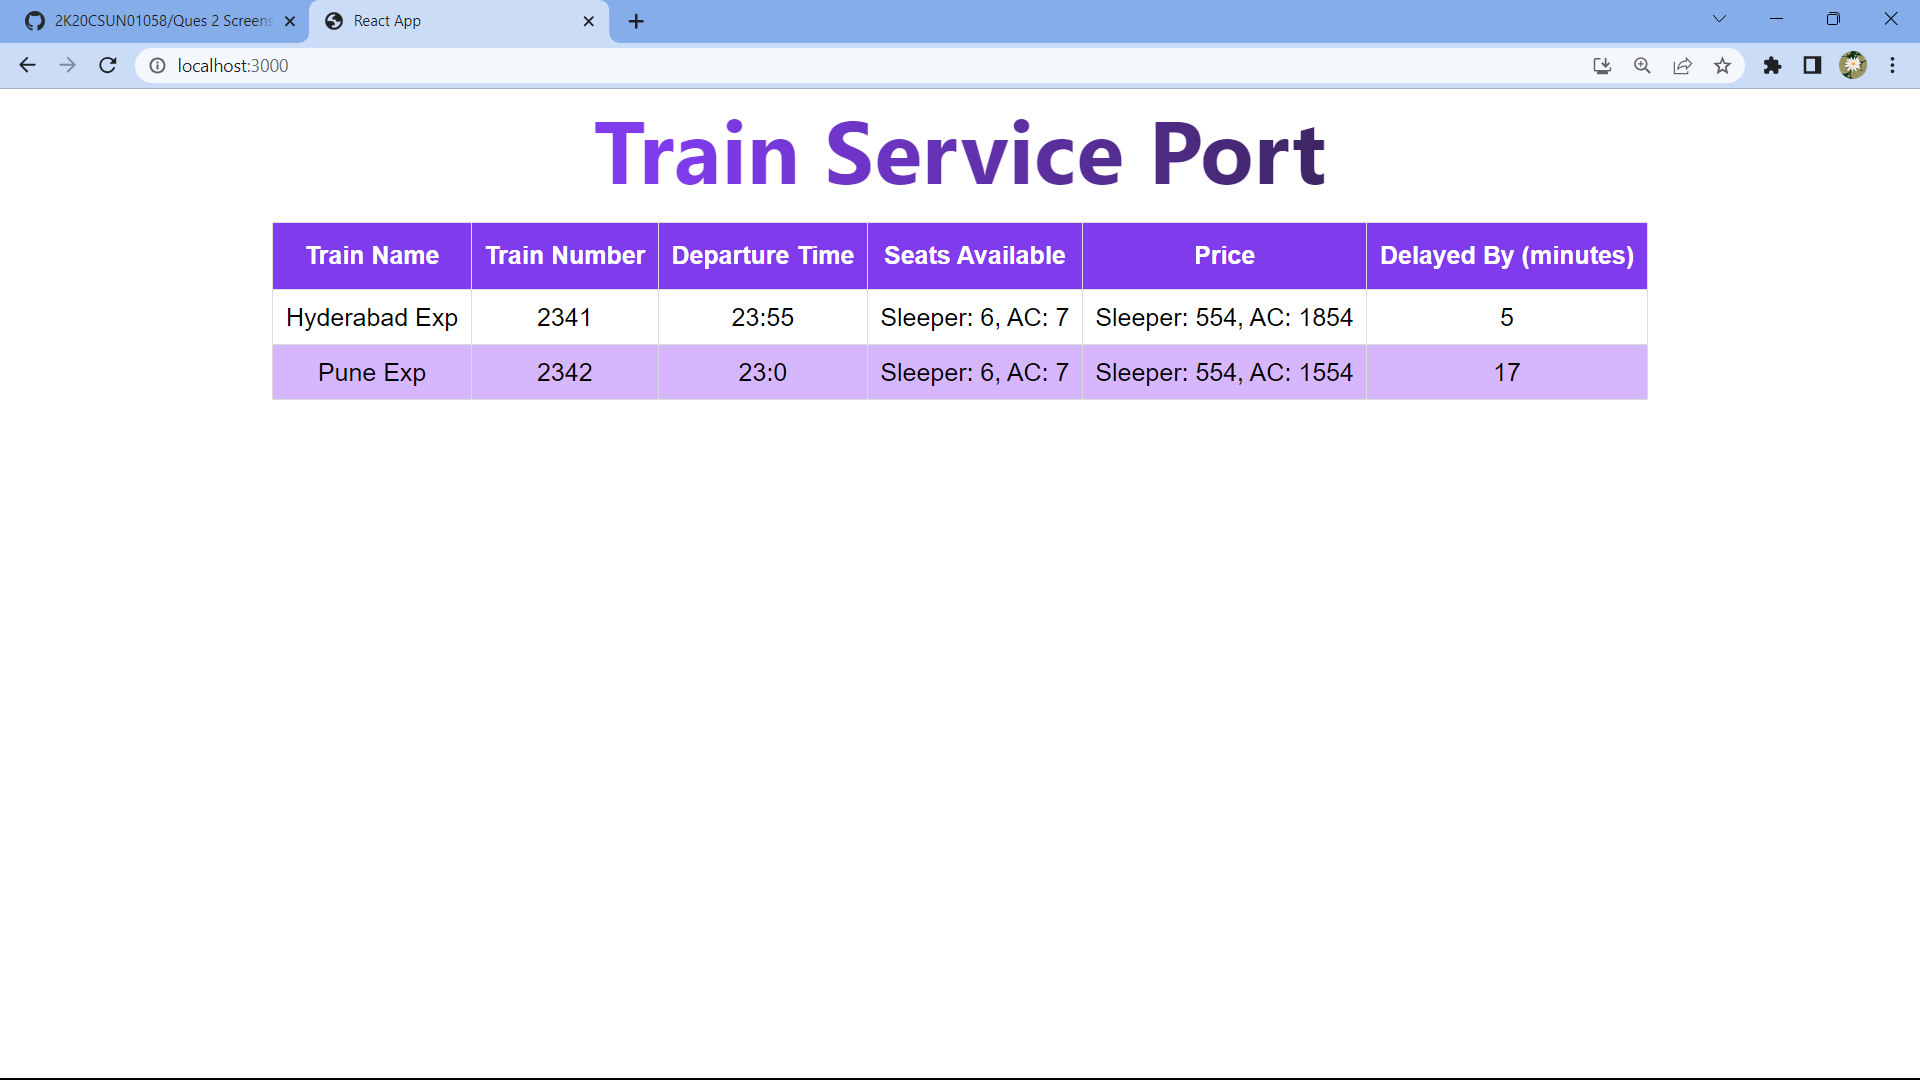 2K20CSUN01058/Ques 2 Screens
React App
localhost:3000
Train Service Port
Train Name Train Number Departure Time Seats Available Price Delayed By (minutes)
Hyderabad Exp 2341 23:55 Sleeper: 6, AC: 7 Sleeper: 554, AC: 1854 5
Pune Exp 2342 23:0 Sleeper: 6, AC: 7 Sleeper: 554, AC: 1554 17